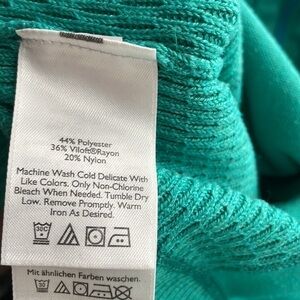 44% Polyester
36% Viloft®Rayon
20% Nylon
Machine Wash Cold Delicate With
Like Colors. Only Non-Chlorine
Bleach When Needed. Tumble Dry
Low. Remove Promptly. Warm
Iron As Desired.
30C
Mit ähnlichen Farben waschen.